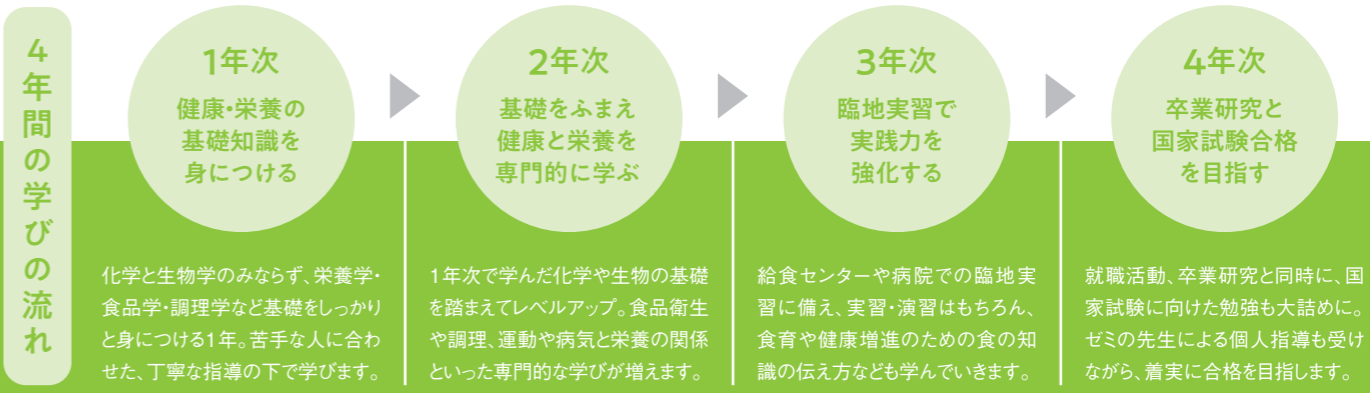 4年間の学びの流れ
1年次
健康・栄養の
基礎知識を
身につける
化学と生物学のみならず、栄養学・
食品学・調理学など基礎をしっかり
と身につける1年。苦手な人に合わ
せた、丁寧な指導の下で学びます。
2年次
基礎をふまえ
健康と栄養を
専門的に学ぶ
1年次で学んだ化学や生物の基礎
を踏まえてレベルアップ。食品衛生
や調理、運動や病気と栄養の関係
といった専門的な学びが増えます。
3年次
臨地実習で
実践力を
強化する
給食センターや病院での臨地実
習に備え、実習・演習はもちろん、
食育や健康増進のための食の知
識の伝え方なども学んでいきます。
4年次
卒業研究と
国家試験合格
を目指す
就職活動、卒業研究と同時に、国
家試験に向けた勉強も大詰めに。
ゼミの先生による個人指導も受け
ながら、着実に合格を目指します。